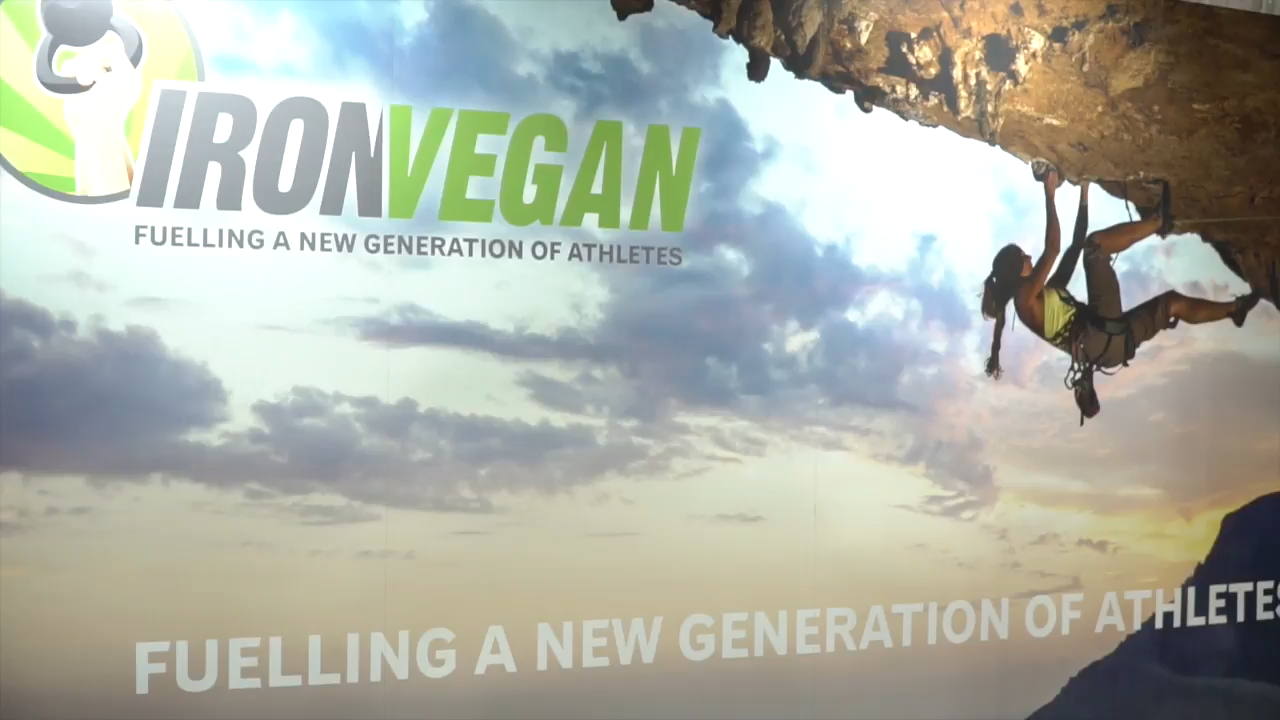 IRONVEGAN
FUELLING A NEW GENERATION OF ATHLETES
FUELLING A NEW GENERATION OF ATHLETES